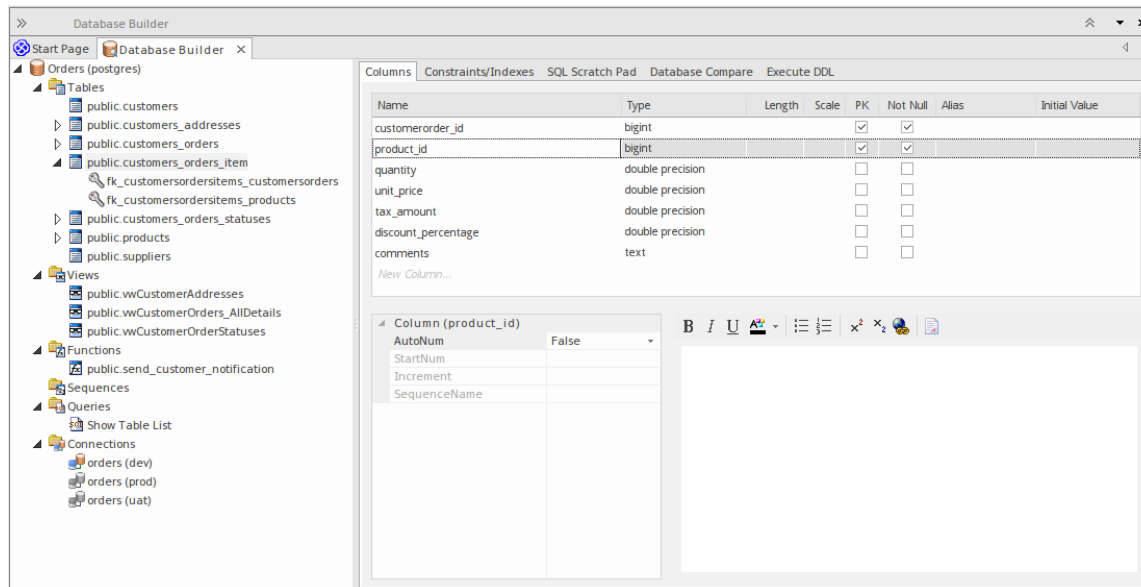 Database Builder
Start Page
Database Builder
Orders (postgres)
Tables
public.customers
public.customers_addresses
public.customers_orders
public.customers_orders_item
fk_customersordersitems_customersorders
fk_customersordersitems_products
public.customers_orders_statuses
public.products
public.suppliers
Views
public.vwCustomerAddresses
public.vwCustomerOrders_AllDetails
public.vwCustomerOrderStatuses
Functions
public.send_customer_notification
Sequences
Queries
Show Table List
Connections
orders (dev)
orders (prod)
orders (uat)
Columns Constraints/Indexes SQL Scratch Pad Database Compare Execute DDL
Name Type Length Scale PK Not Null Alias Initial Value
customerorder_id bigint
product_id bigint
quantity double precision
unit_price double precision
tax_amount double precision
discount_percentage double precision
comments text
New Column...
Column (product_id)
AutoNum False
StartNum
Increment
SequenceName
B I U x² x₂